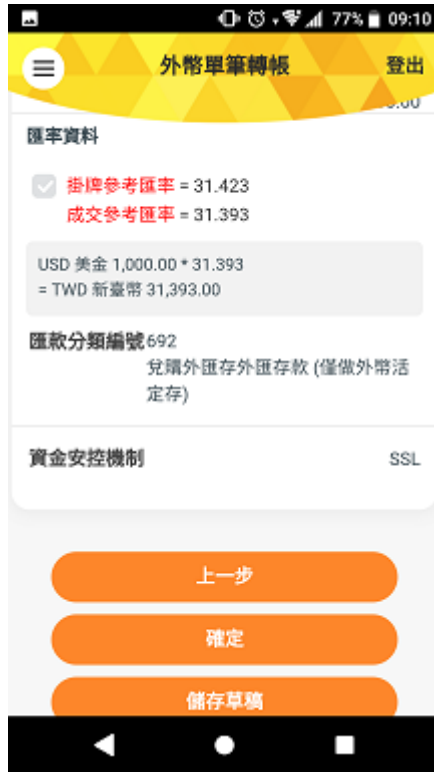 77% 09:10
外幣單筆轉帳
登出
匯率資料
掛牌參考匯率 = 31.423
成交參考匯率 = 31.393
USD 美金 1,000.00 * 31.393
= TWD 新臺幣 31,393.00
匯款分類編號 692
兌購外匯存外匯存款 (僅做外幣活
定存)
資金安控機制 SSL
上一步
確定
儲存草稿